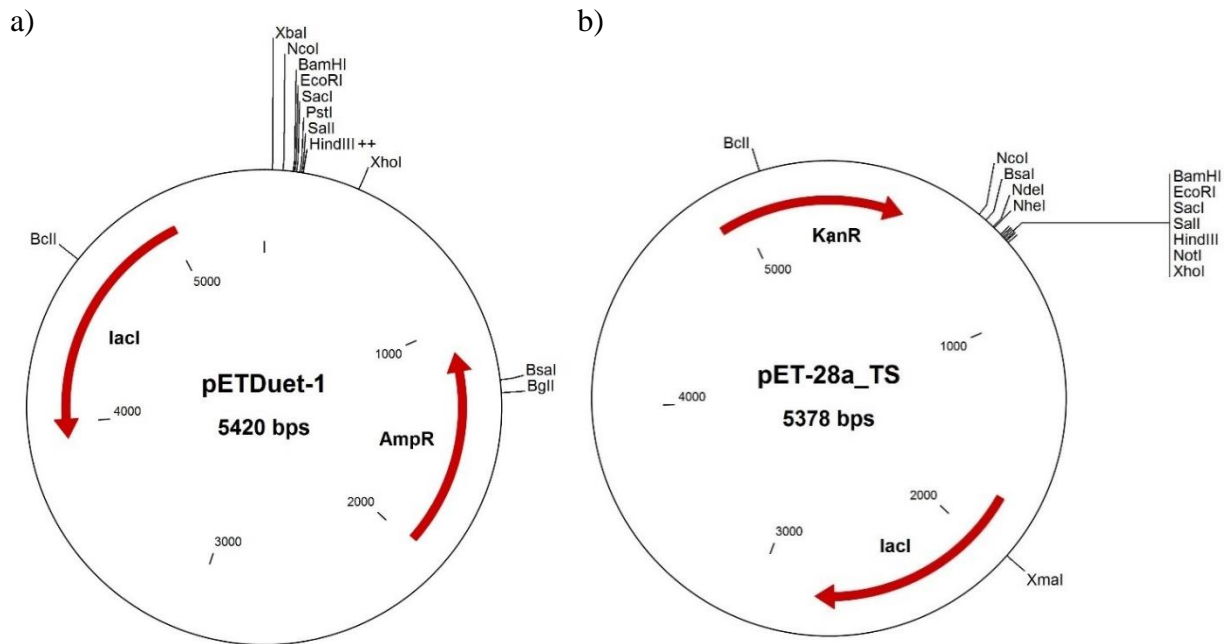 a)
XbaI
NcoI
BamHI
EcoRI
SacI
PstI
SalI
HindIII ++
XhoI
BclI
I
5000
lacI
1000
pETDuet-1
BsaI
BglI
4000
5420 bps
AmpR
2000
3000
b)
BclI
NcoI
BsaI
NdeI
NheI
BamHI
EcoRI
SacI
SalI
HindIII
NotI
XhoI
KanR
5000
1000
pET-28a_TS
4000
5378 bps
2000
3000
lacI
XmaI